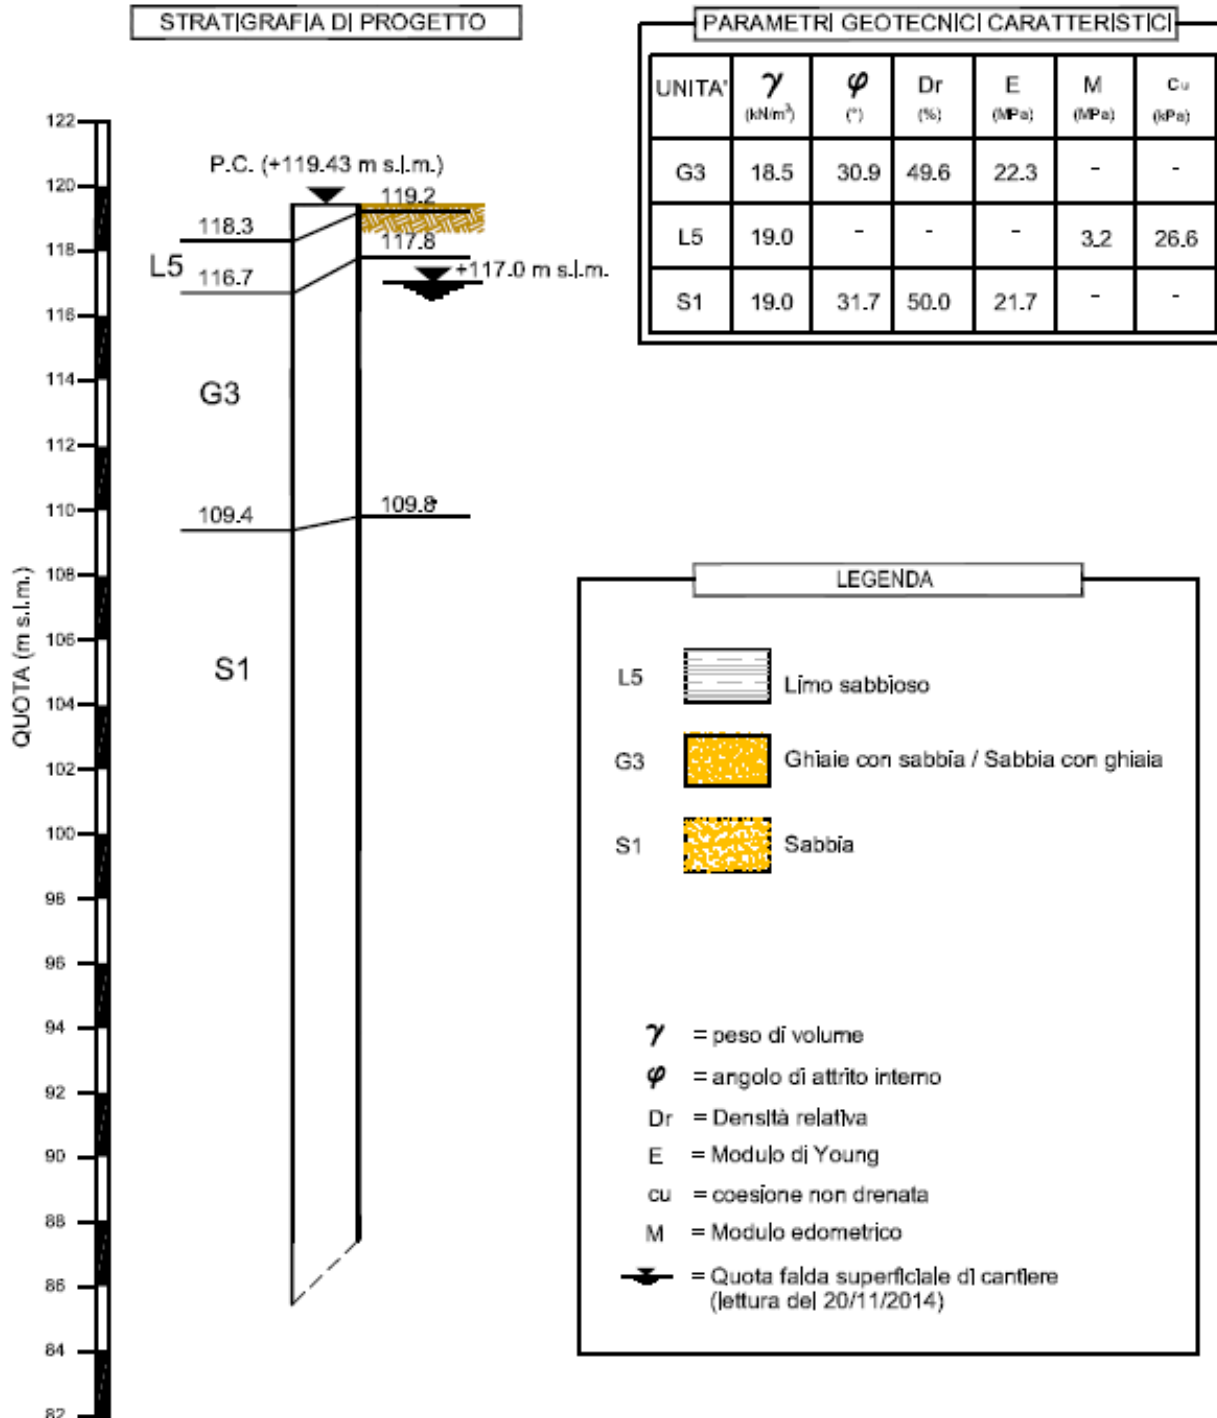 STRATIGRAFIA DI PROGETTO
P.C. (+119.43 m s.l.m.)
119.2
118.3
117.8
L5
+117.0 m s.l.m.
116.7
G3
109.8
109.4
S1
QUOTA (m s.l.m.)
122
120
118
116
114
112
110
108
106
104
102
100
98
96
94
92
90
88
86
84
82
PARAMETRI GEOTECNICI CARATTERISTICI
UNITA' γ φ Dr E M cu
(kN/m³) (°) (%) (MPa) (MPa) (kPa)
G3 18.5 30.9 49.6 22.3 - -
L5 19.0 - - - 3.2 26.6
S1 19.0 31.7 50.0 21.7 - -
LEGENDA
L5 Limo sabbioso
G3 Ghiaie con sabbia / Sabbia con ghiaia
S1 Sabbia
γ = peso di volume
φ = angolo di attrito interno
Dr = Densità relativa
E = Modulo di Young
cu = coesione non drenata
M = Modulo edometrico
= Quota falda superficiale di cantiere
(lettura del 20/11/2014)